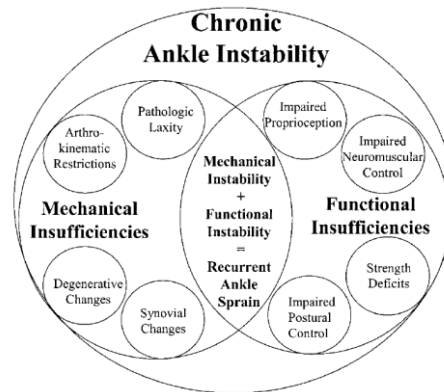 Chronic
Ankle Instability
Pathologic
Laxity
Impaired
Proprioception
Arthro-
kinematic
Restrictions
Impaired
Neuromuscular
Control
Mechanical
Insufficiencies
Mechanical
Instability
+
Functional
Instability
=
Recurrent
Ankle
Sprain
Functional
Insufficiencies
Degenerative
Changes
Synovial
Changes
Impaired
Postural
Control
Strength
Deficits